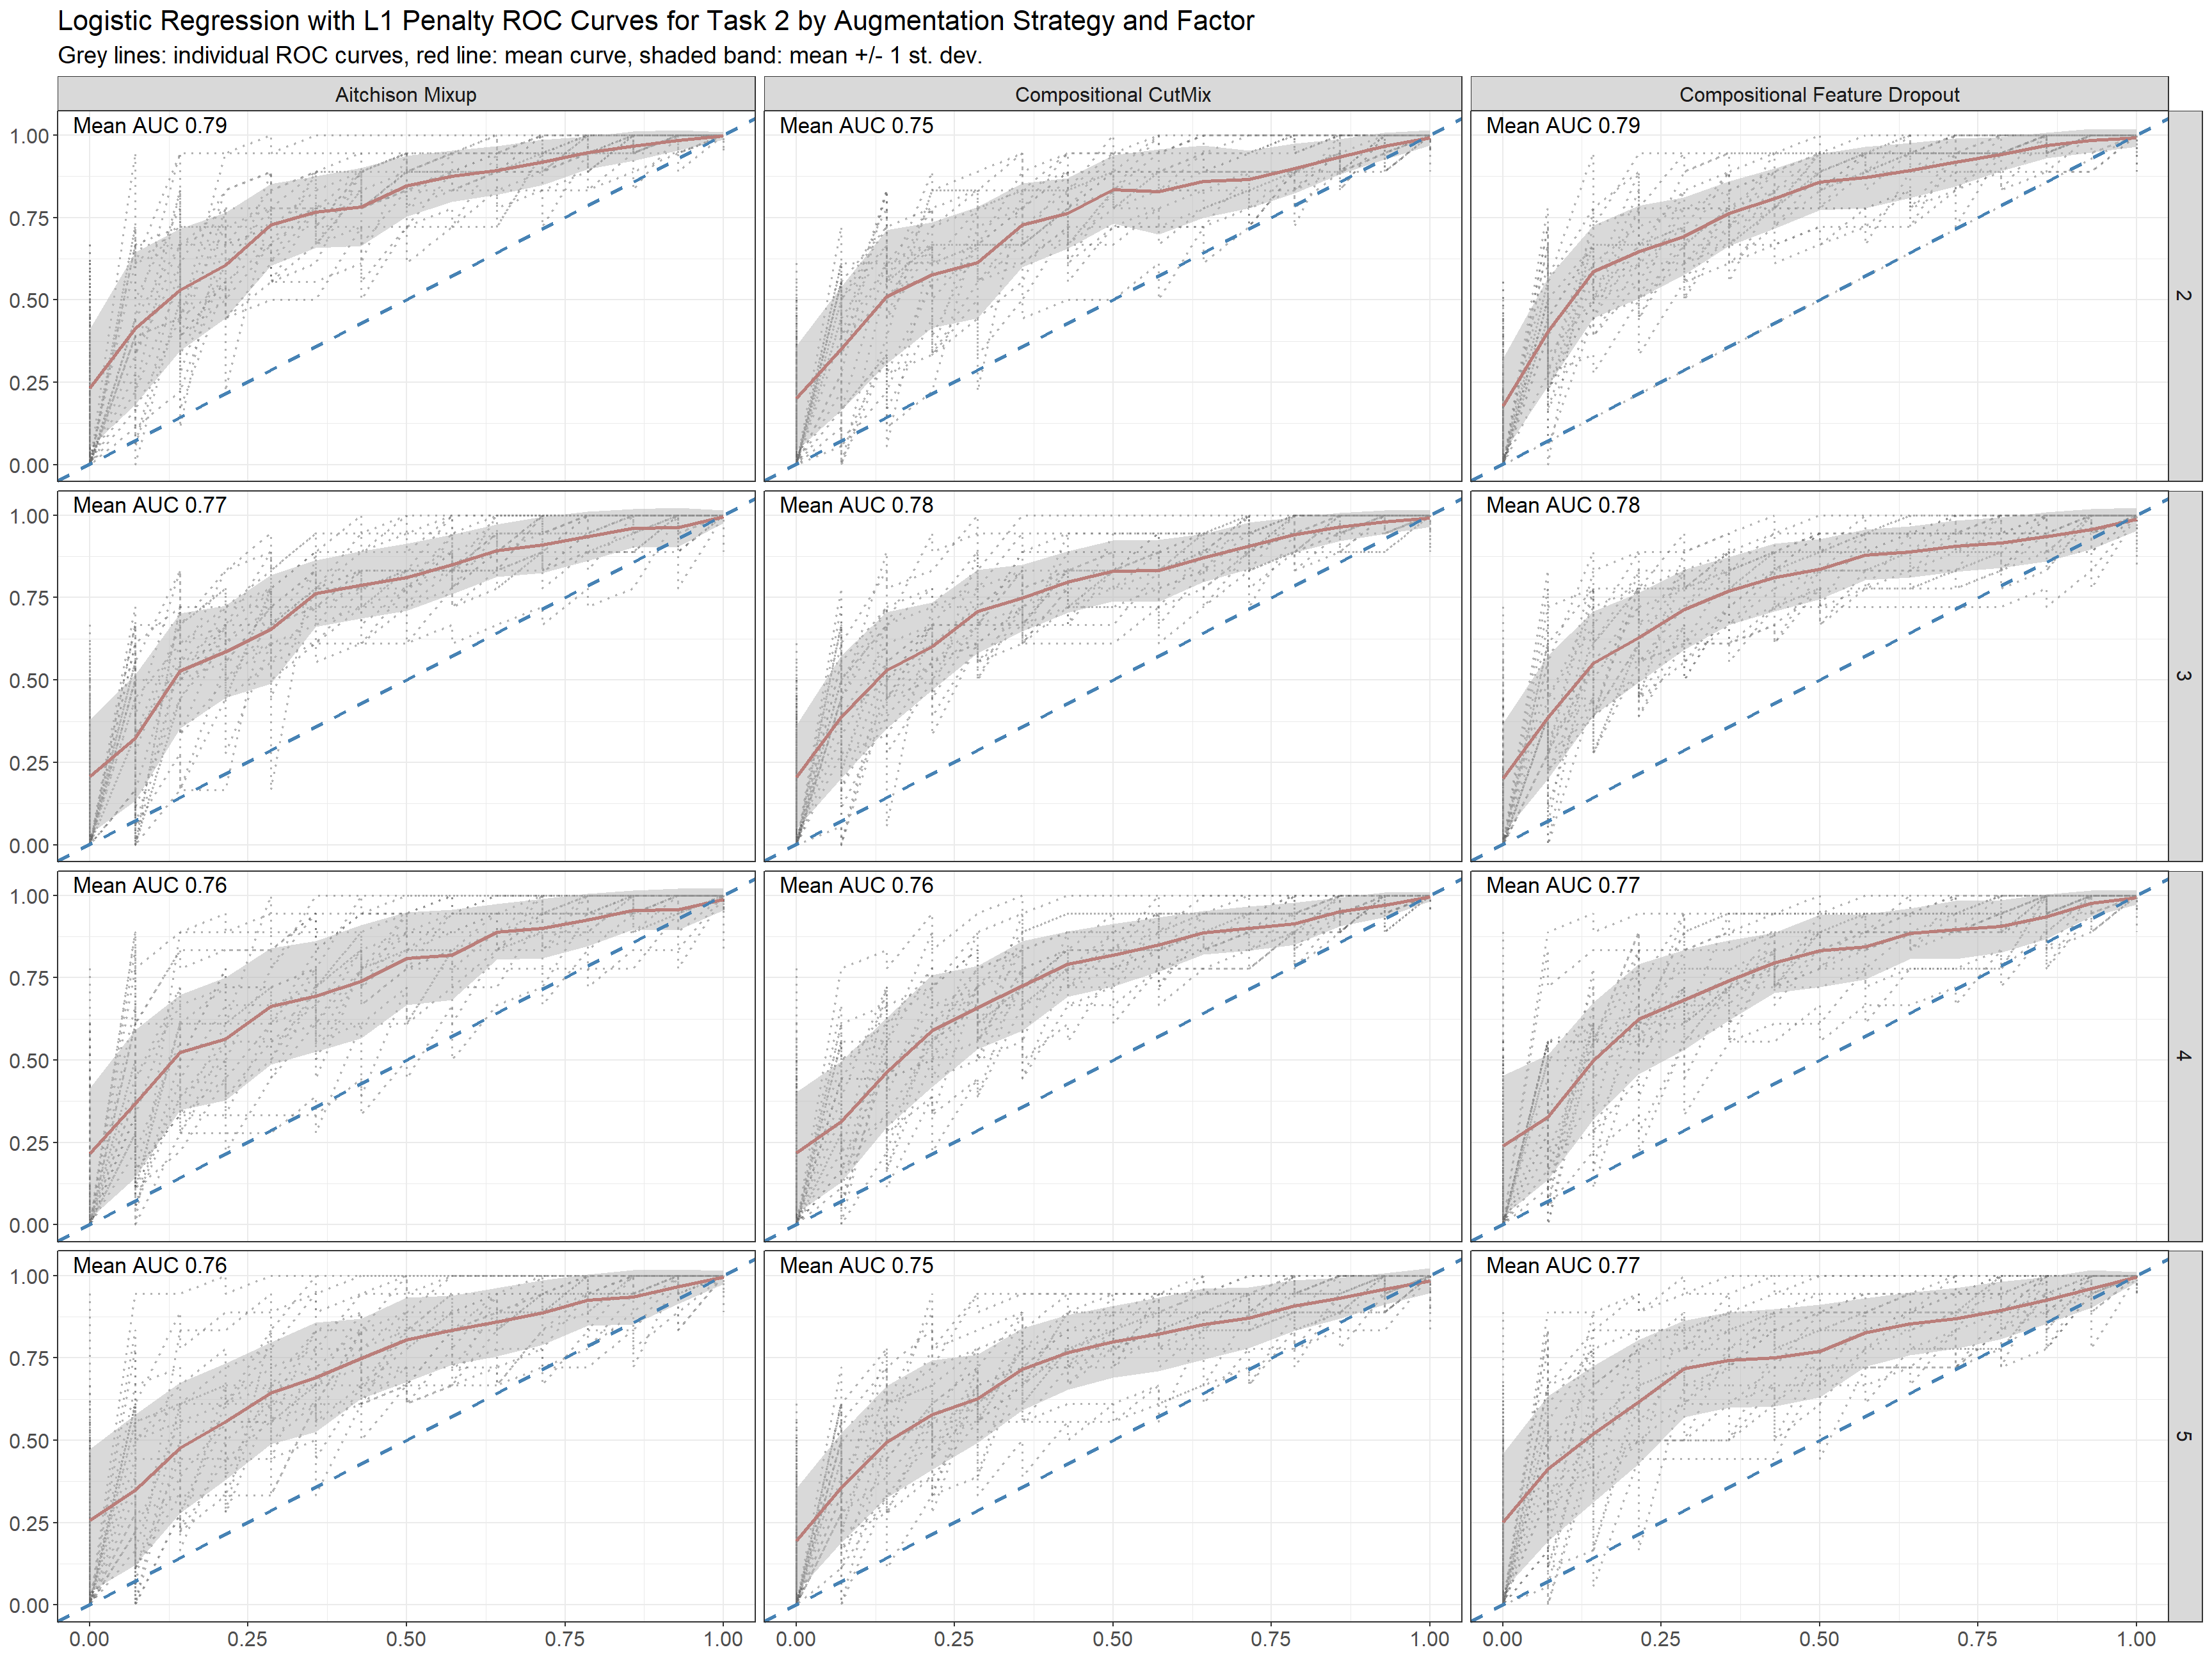 Logistic Regression with L1 Penalty ROC Curves for Task 2 by Augmentation Strategy and Factor
Grey lines: individual ROC curves, red line: mean curve, shaded band: mean +/- 1 st. dev.
Aitchison Mixup
Compositional CutMix
Compositional Feature Dropout
Mean AUC 0.79
Mean AUC 0.75
Mean AUC 0.79
1.00
0.75
0.50
0.25
0.00
2
Mean AUC 0.77
Mean AUC 0.78
Mean AUC 0.78
1.00
0.75
0.50
0.25
0.00
3
Mean AUC 0.76
Mean AUC 0.76
Mean AUC 0.77
1.00
0.75
0.50
0.25
0.00
4
Mean AUC 0.76
Mean AUC 0.75
Mean AUC 0.77
1.00
0.75
0.50
0.25
0.00
5
0.00 0.25 0.50 0.75 1.00
0.00 0.25 0.50 0.75 1.00
0.00 0.25 0.50 0.75 1.00